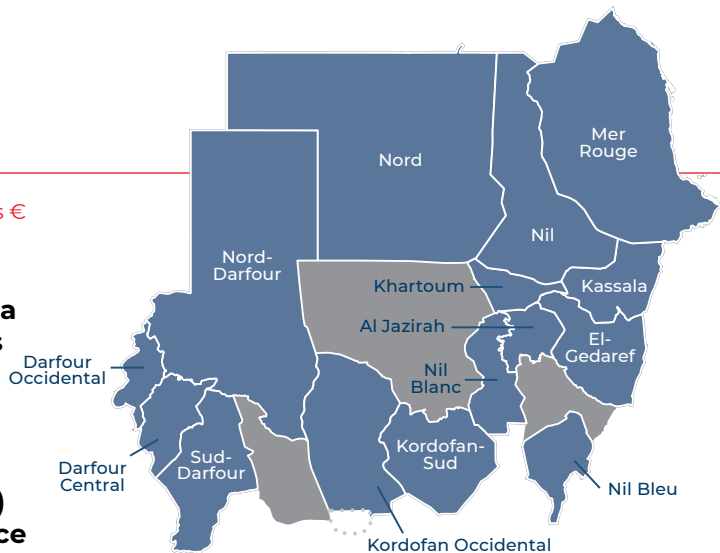 Mer
Rouge
Nord
s €
Nil
Nord-
Darfour
Khartoum
Kassala
a
Al Jazirah
s
El-
Gedaref
Darfour
Occidental
Nil
Blanc
Kordofan-
Sud
Sud-
Darfour
Darfour
Central
Nil Bleu
)
ce
Kordofan Occidental